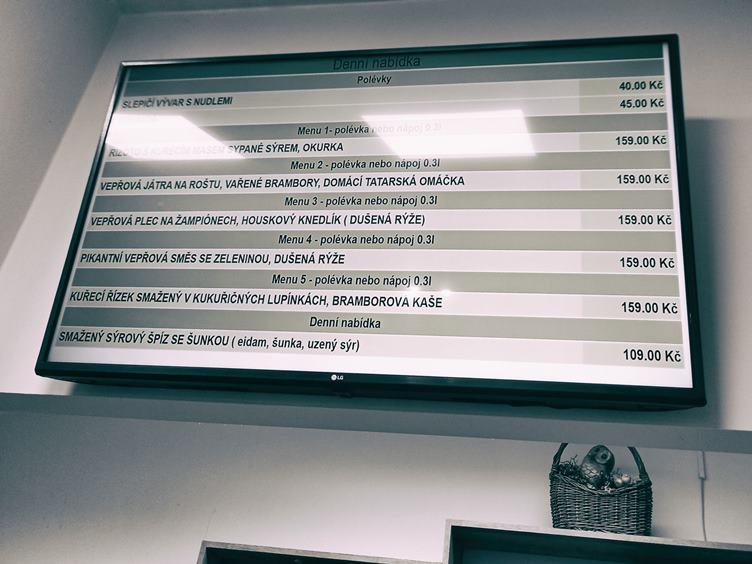 Denní nabídka
Polévky
40.00 Kč
SLEPIČÍ VÝVAR S NUDLEMI 45.00 Kč
Menu 1- polévka nebo nápoj 0.3l
RIZOTO S KUŘECÍM MASEM SYPANÉ SÝREM, OKURKA 159.00 Kč
Menu 2 - polévka nebo nápoj 0.3l
VEPŘOVÁ JÁTRA NA ROŠTU, VAŘENÉ BRAMBORY, DOMÁCÍ TATARSKÁ OMÁČKA 159.00 Kč
Menu 3 - polévka nebo nápoj 0.3l
VEPŘOVÁ PLEC NA ŽAMPIÓNECH, HOUSKOVÝ KNEDLÍK ( DUŠENÁ RÝŽE) 159.00 Kč
Menu 4 - polévka nebo nápoj 0.3l
PIKANTNÍ VEPŘOVÁ SMĚS SE ZELENINOU, DUŠENÁ RÝŽE 159.00 Kč
Menu 5 - polévka nebo nápoj 0.3l
KUŘECÍ ŘÍZEK SMAŽENÝ V KUKUŘIČNÝCH LUPÍNKÁCH, BRAMBOROVA KAŠE 159.00 Kč
Denní nabídka
SMAŽENÝ SÝROVÝ ŠPÍZ SE ŠUNKOU ( eidam, šunka, uzený sýr) 109.00 Kč
LG